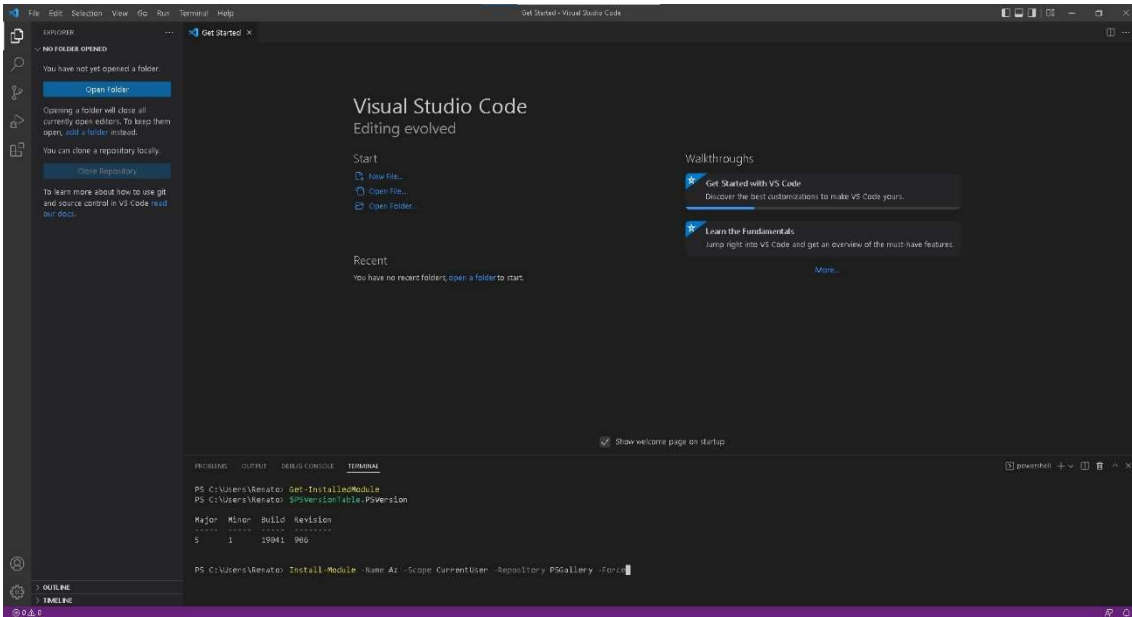 File Edit Selection View Go Run Terminal Help
Get Started - Visual Studio Code
EXPLORER
NO FOLDER OPENED
You have not yet opened a folder.
Open Folder
Opening a folder will close all
currently open editors. To keep them
open, add a folder instead.
You can clone a repository locally.
Clone Repository
To learn more about how to use git
and source control in VS Code read
our docs.
OUTLINE
TIMELINE
Get Started
Visual Studio Code
Editing evolved
Start
New File...
Open File...
Open Folder...
Recent
You have no recent folders, open a folder to start.
Walkthroughs
Get Started with VS Code
Discover the best customizations to make VS Code yours.
Learn the Fundamentals
Jump right into VS Code and get an overview of the must-have features.
More...
Show welcome page on startup
PROBLEMS OUTPUT DEBUG CONSOLE TERMINAL
powershell
PS C:\Users\Renato> Get-InstalledModule
PS C:\Users\Renato> $PSVersionTable.PSVersion
Major Minor Build Revision
----- ----- ----- --------
5 1 19041 906
PS C:\Users\Renato> Install-Module -Name Az -Scope CurrentUser -Repository PSGallery -Force
0 0